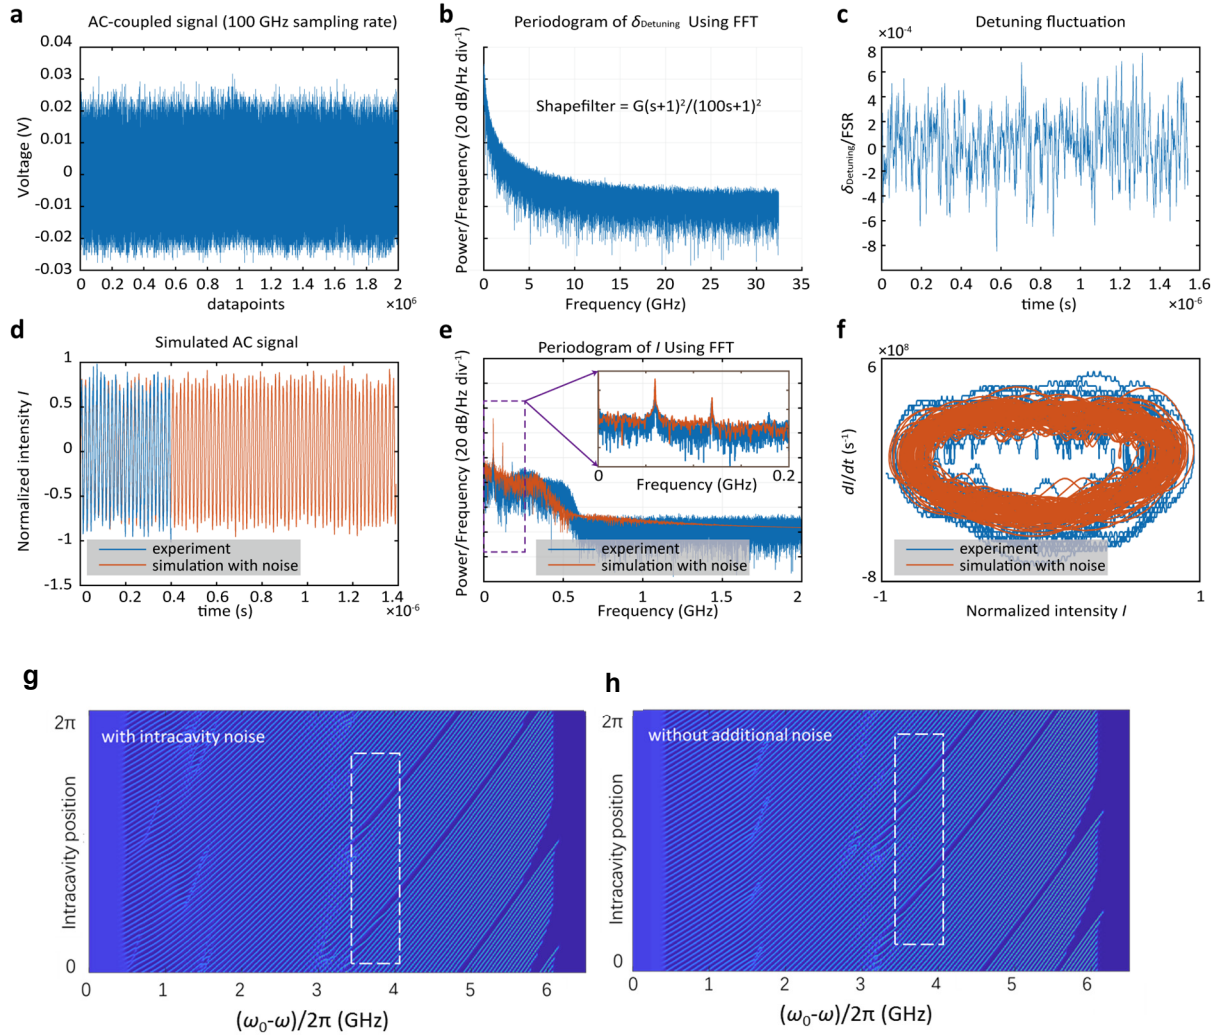 a
AC-coupled signal (100 GHz sampling rate)
Voltage (V)
0.04
0.03
0.02
0.01
0
-0.01
-0.02
-0.03
0 0.2 0.4 0.6 0.8 1 1.2 1.4 1.6 1.8 2
×10⁶
datapoints
b
Periodogram of δDetuning Using FFT
Power/Frequency (20 dB/Hz div⁻¹)
Shapefilter = G(s+1)²/(100s+1)²
0 5 10 15 20 25 30 35
Frequency (GHz)
c
Detuning fluctuation
×10⁻⁴
δDetuning/FSR
8
6
4
2
0
-2
-4
-6
-8
0 0.2 0.4 0.6 0.8 1 1.2 1.4 1.6
×10⁻⁶
time (s)
d
Simulated AC signal
Normalized intensity I
1
0.5
0
-0.5
-1
-1.5
experiment
simulation with noise
0 0.2 0.4 0.6 0.8 1 1.2 1.4
×10⁻⁶
time (s)
e
Periodogram of I Using FFT
Power/Frequency (20 dB/Hz div⁻¹)
0 0.2
Frequency (GHz)
experiment
simulation with noise
0 0.5 1 1.5 2
Frequency (GHz)
f
×10⁸
6
dI/dt (s⁻¹)
-8
experiment
simulation with noise
-1 1
Normalized intensity I
g
2π
with intracavity noise
Intracavity position
0
0 1 2 3 4 5 6
(ω₀-ω)/2π (GHz)
h
2π
without additional noise
Intracavity position
0
0 1 2 3 4 5 6
(ω₀-ω)/2π (GHz)